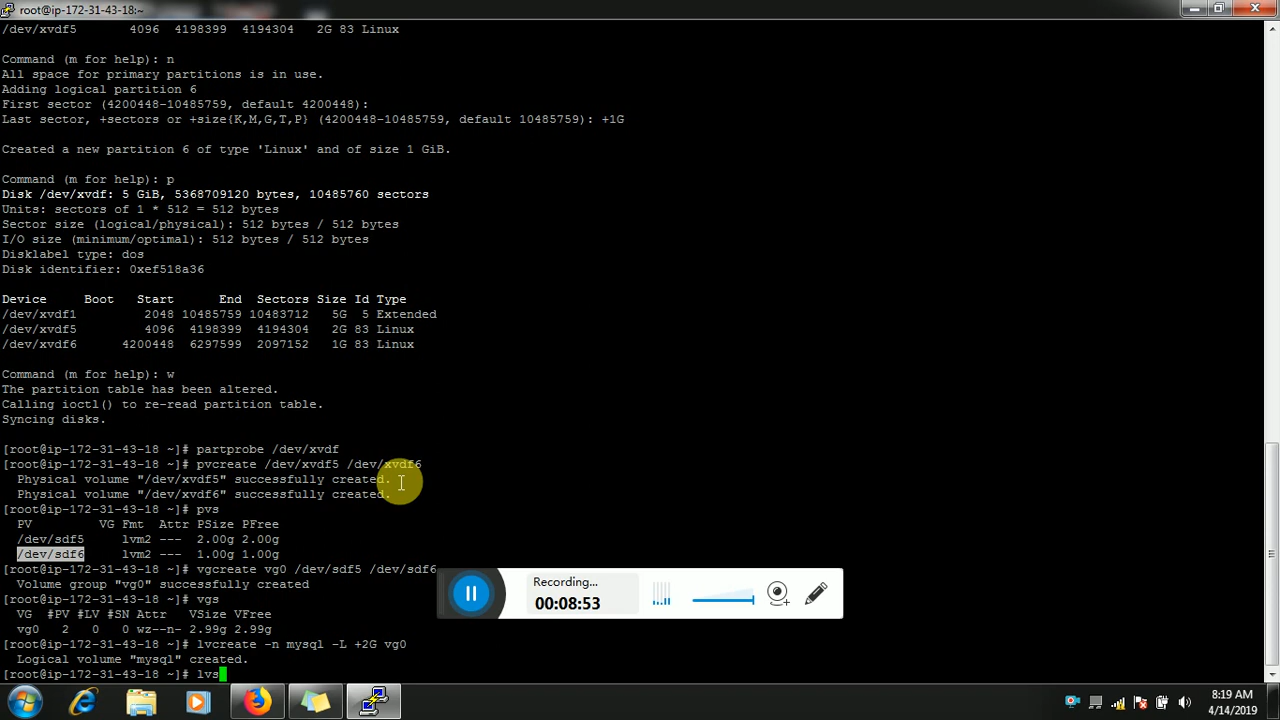 root@ip-172-31-43-18:~
/dev/xvdf5       4096  4198399  4194304   2G 83 Linux
Command (m for help): n
All space for primary partitions is in use.
Adding logical partition 6
First sector (4200448-10485759, default 4200448):
Last sector, +sectors or +size{K,M,G,T,P} (4200448-10485759, default 10485759): +1G
Created a new partition 6 of type 'Linux' and of size 1 GiB.
Command (m for help): p
Disk /dev/xvdf: 5 GiB, 5368709120 bytes, 10485760 sectors
Units: sectors of 1 * 512 = 512 bytes
Sector size (logical/physical): 512 bytes / 512 bytes
I/O size (minimum/optimal): 512 bytes / 512 bytes
Disklabel type: dos
Disk identifier: 0xef518a36
Device     Boot   Start      End  Sectors Size Id Type
/dev/xvdf1         2048 10485759 10483712   5G  5 Extended
/dev/xvdf5         4096  4198399  4194304   2G 83 Linux
/dev/xvdf6      4200448  6297599  2097152   1G 83 Linux
Command (m for help): w
The partition table has been altered.
Calling ioctl() to re-read partition table.
Syncing disks.
[root@ip-172-31-43-18 ~]# partprobe /dev/xvdf
[root@ip-172-31-43-18 ~]# pvcreate /dev/xvdf5 /dev/xvdf6
  Physical volume "/dev/xvdf5" successfully created.
  Physical volume "/dev/xvdf6" successfully created.
[root@ip-172-31-43-18 ~]# pvs
  PV         VG Fmt  Attr PSize PFree
  /dev/sdf5     lvm2 ---  2.00g 2.00g
  /dev/sdf6     lvm2 ---  1.00g 1.00g
[root@ip-172-31-43-18 ~]# vgcreate vg0 /dev/sdf5 /dev/sdf6
  Volume group "vg0" successfully created
[root@ip-172-31-43-18 ~]# vgs
  VG  #PV #LV #SN Attr   VSize VFree
  vg0   2   0   0 wz--n- 2.99g 2.99g
[root@ip-172-31-43-18 ~]# lvcreate -n mysql -L +2G vg0
  Logical volume "mysql" created.
[root@ip-172-31-43-18 ~]# lvs
Recording...
00:08:53
8:19 AM
4/14/2019